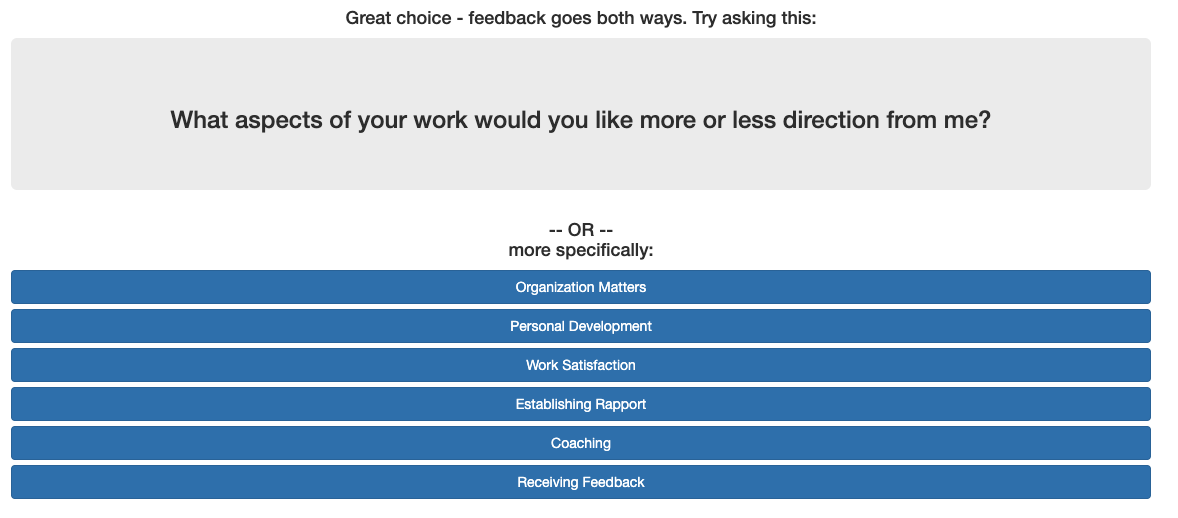 Great choice - feedback goes both ways. Try asking this:
What aspects of your work would you like more or less direction from me?
-- OR --
more specifically:
Organization Matters
Personal Development
Work Satisfaction
Establishing Rapport
Coaching
Receiving Feedback